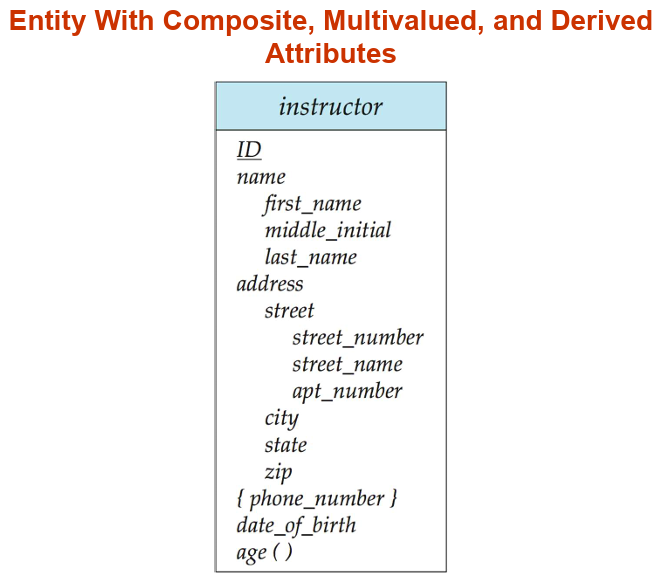 Entity With Composite, Multivalued, and Derived
Attributes
instructor
ID
name
first_name
middle_initial
last_name
address
street
street_number
street_name
apt_number
city
state
zip
{ phone_number }
date_of_birth
age ( )